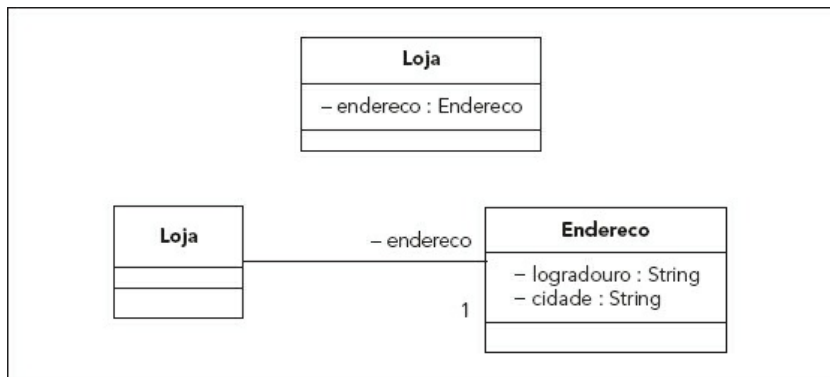 Loja
– endereco : Endereco
Loja
– endereco
1
Endereco
– logradouro : String
– cidade : String